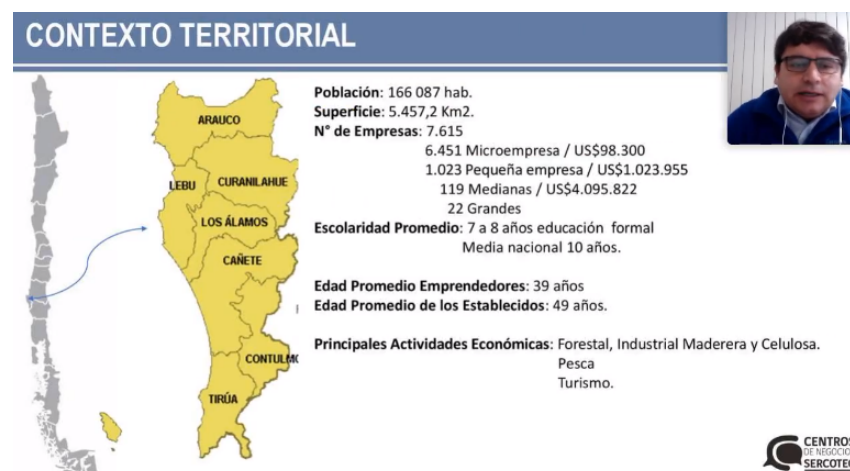 CONTEXTO TERRITORIAL
Población: 166 087 hab.
Superficie: 5.457,2 Km2.
N° de Empresas: 7.615
6.451 Microempresa / US$98.300
1.023 Pequeña empresa / US$1.023.955
119 Medianas / US$4.095.822
22 Grandes
Escolaridad Promedio: 7 a 8 años educación formal
Media nacional 10 años.
Edad Promedio Emprendedores: 39 años
Edad Promedio de los Establecidos: 49 años.
Principales Actividades Económicas: Forestal, Industrial Maderera y Celulosa.
Pesca
Turismo.
ARAUCO
LEBU
CURANILAHUE
LOS ÁLAMOS
CAÑETE
CONTULMO
TIRÚA
CENTROS
DE NEGOCIO
SERCOTEC